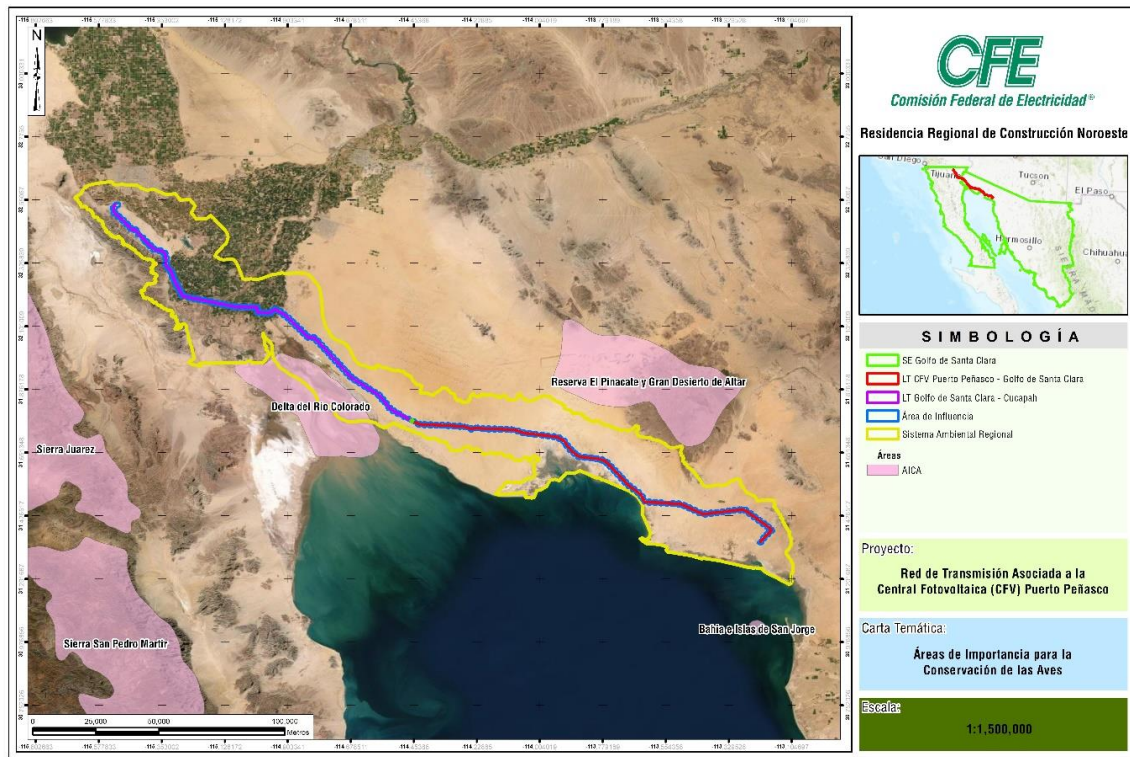 N
Reserva El Pinacate y Gran Desierto de Altar
Delta del Rio Colorado
Sierra Juarez
Sierra San Pedro Martir
Bahia e Islas de San Jorge
0 25,000 50,000 100,000
Metros
CFE
Comisión Federal de Electricidad®
Residencia Regional de Construcción Noroeste
San Diego
Tijuana
Tucson
El Paso
Hermosillo
Chihuahua
SIMBOLOGÍA
SE Golfo de Santa Clara
LT CFV Puerto Peñasco - Golfo de Santa Clara
LT Golfo de Santa Clara - Cucapah
Área de Influencia
Sistema Ambiental Regional
Áreas
AICA
Proyecto:
Red de Transmisión Asociada a la
Central Fotovoltaica (CFV) Puerto Peñasco
Carta Temática:
Áreas de Importancia para la
Conservación de las Aves
Escala:
1:1,500,000